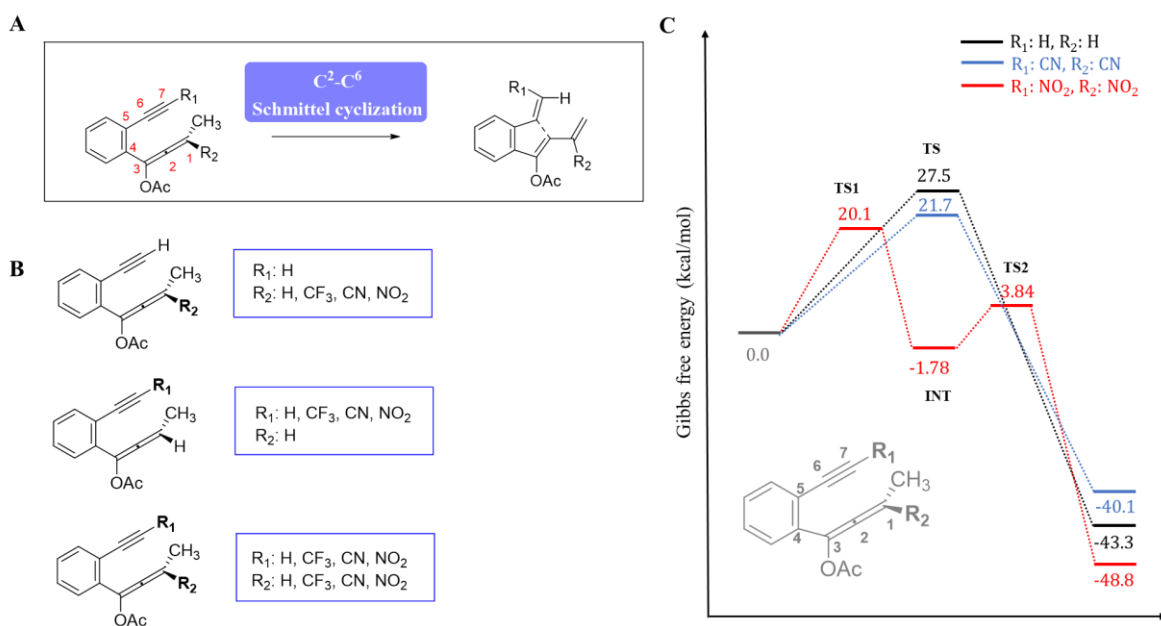 A
C²-C⁶
Schmittel cyclization
R₁
7
6
5
CH₃
R₂
4
1
3
2
OAc
R₁
H
R₂
OAc
B
H
CH₃
R₂
OAc
R₁: H
R₂: H, CF₃, CN, NO₂
R₁
CH₃
H
OAc
R₁: H, CF₃, CN, NO₂
R₂: H
R₁
CH₃
R₂
OAc
R₁: H, CF₃, CN, NO₂
R₂: H, CF₃, CN, NO₂
C
R₁: H, R₂: H
R₁: CN, R₂: CN
R₁: NO₂, R₂: NO₂
Gibbs free energy (kcal/mol)
TS
27.5
21.7
TS1
20.1
TS2
3.84
0.0
-1.78
INT
-40.1
-43.3
-48.8
R₁
7
6
5
CH₃
R₂
4
1
3
2
OAc